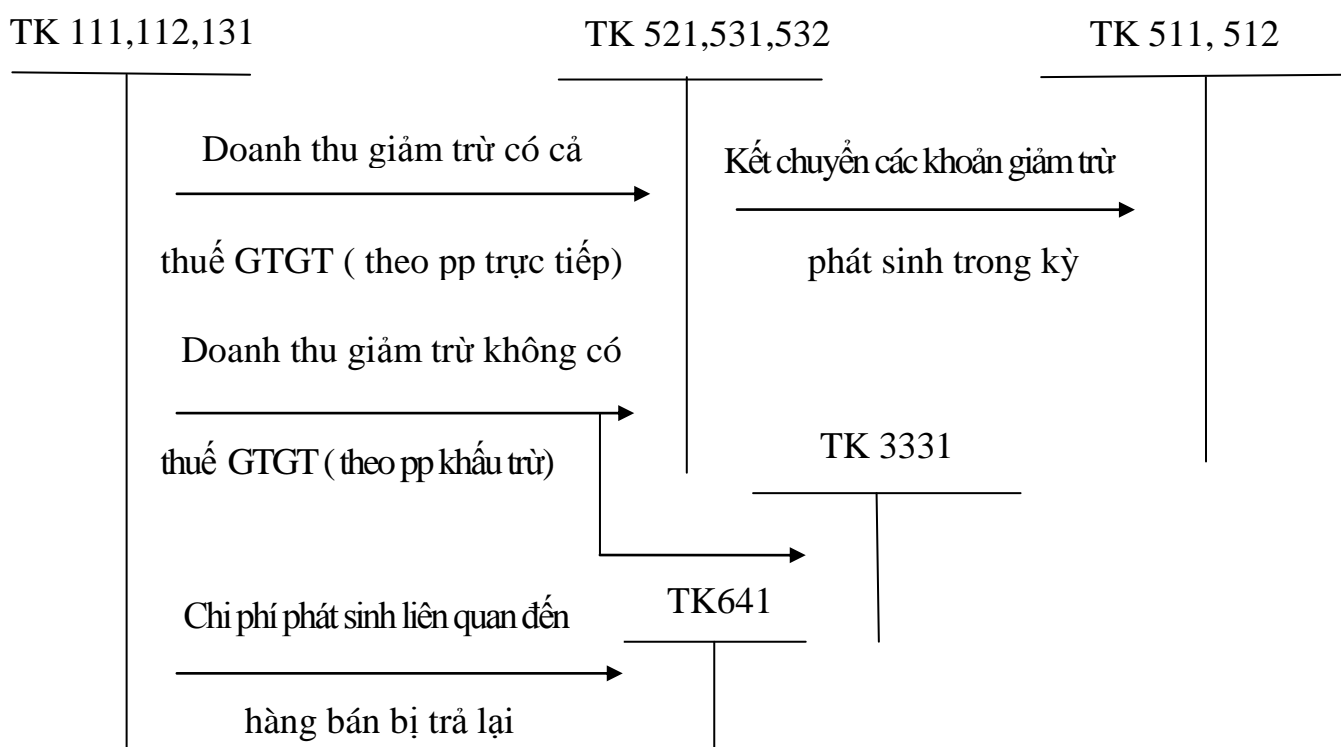 TK 111,112,131
TK 521,531,532
TK 511, 512
Doanh thu giảm trừ có cả
thuế GTGT ( theo pp trực tiếp)
Kết chuyển các khoản giảm trừ
phát sinh trong kỳ
Doanh thu giảm trừ không có
thuế GTGT ( theo pp khấu trừ)
TK 3331
TK641
Chi phí phát sinh liên quan đến
hàng bán bị trả lại